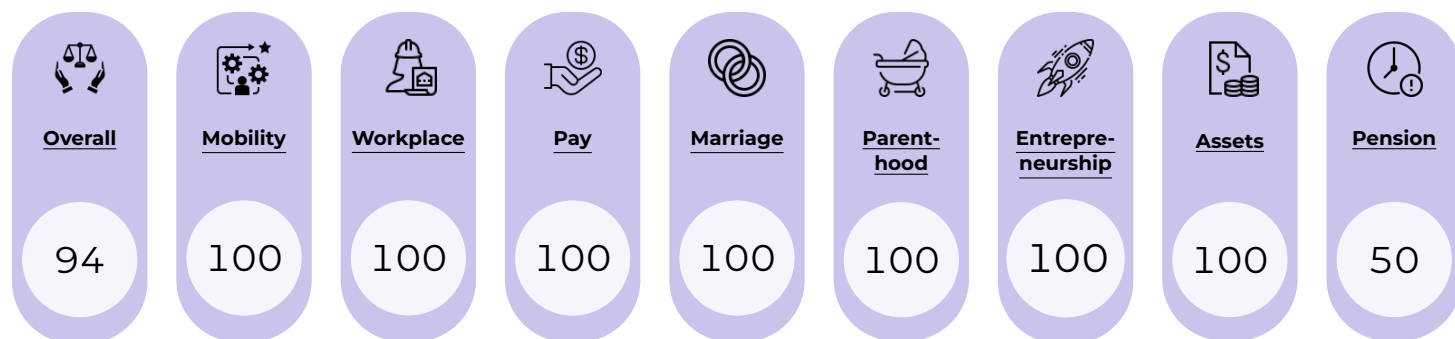 Overall
Mobility
Workplace
Pay
Marriage
Parent-
hood
Entrepre-
neurship
Assets
Pension
94
100
100
100
100
100
100
100
50